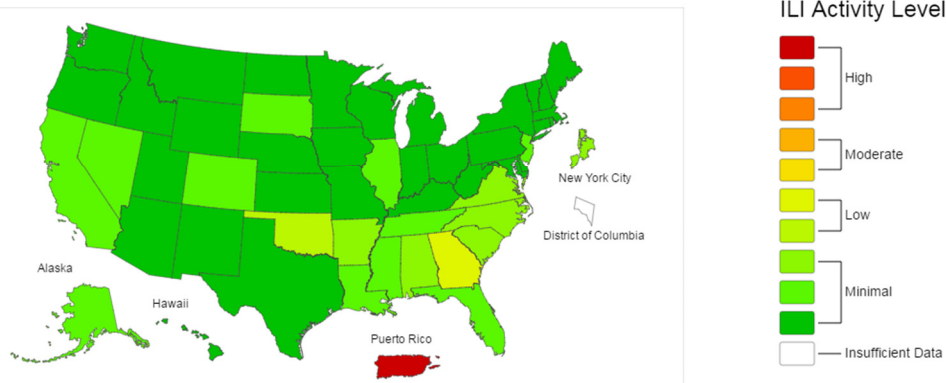 ILI Activity Level
High
Moderate
Low
Minimal
Insufficient Data
New York City
District of Columbia
Alaska
Hawaii
Puerto Rico